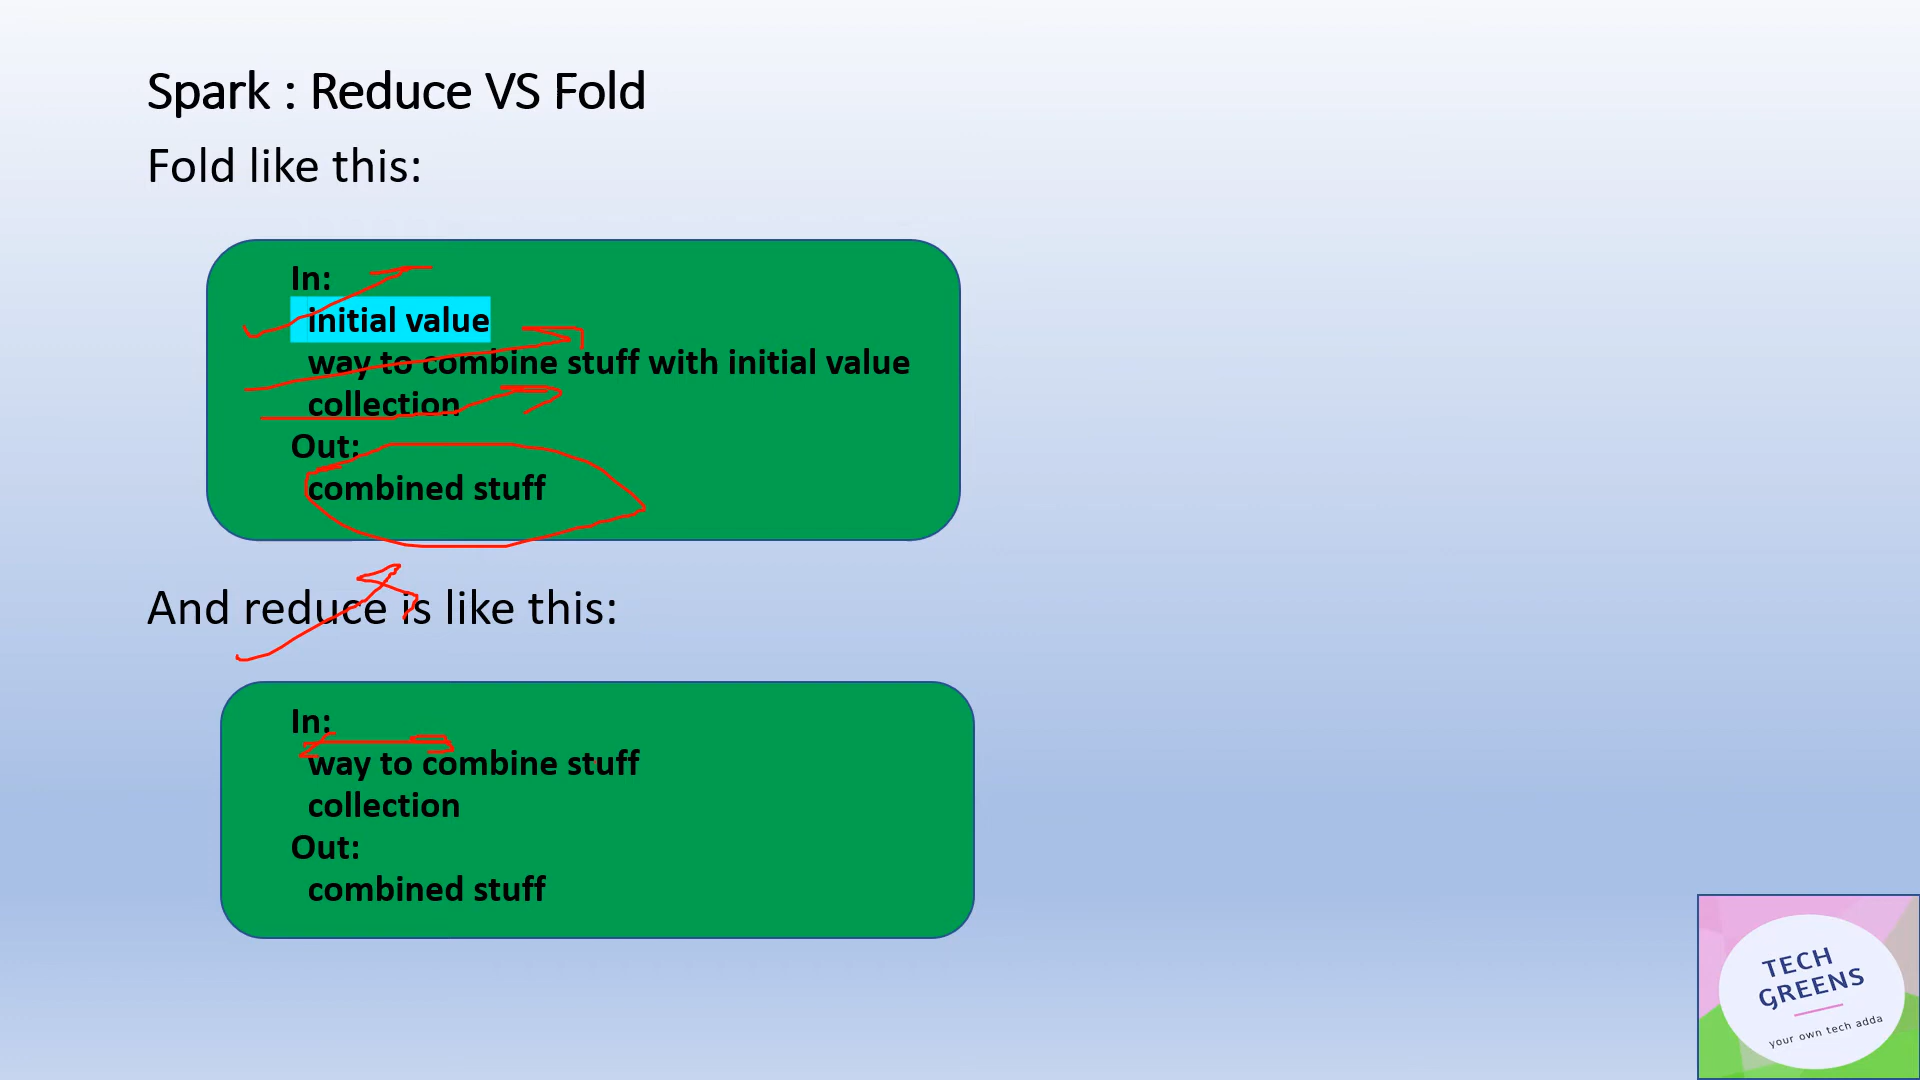 Spark : Reduce VS Fold
Fold like this:
In:
initial value
way to combine stuff with initial value
collection
Out:
combined stuff
And reduce is like this:
In:
way to combine stuff
collection
Out:
combined stuff
TECH
GREENS
your own tech adda